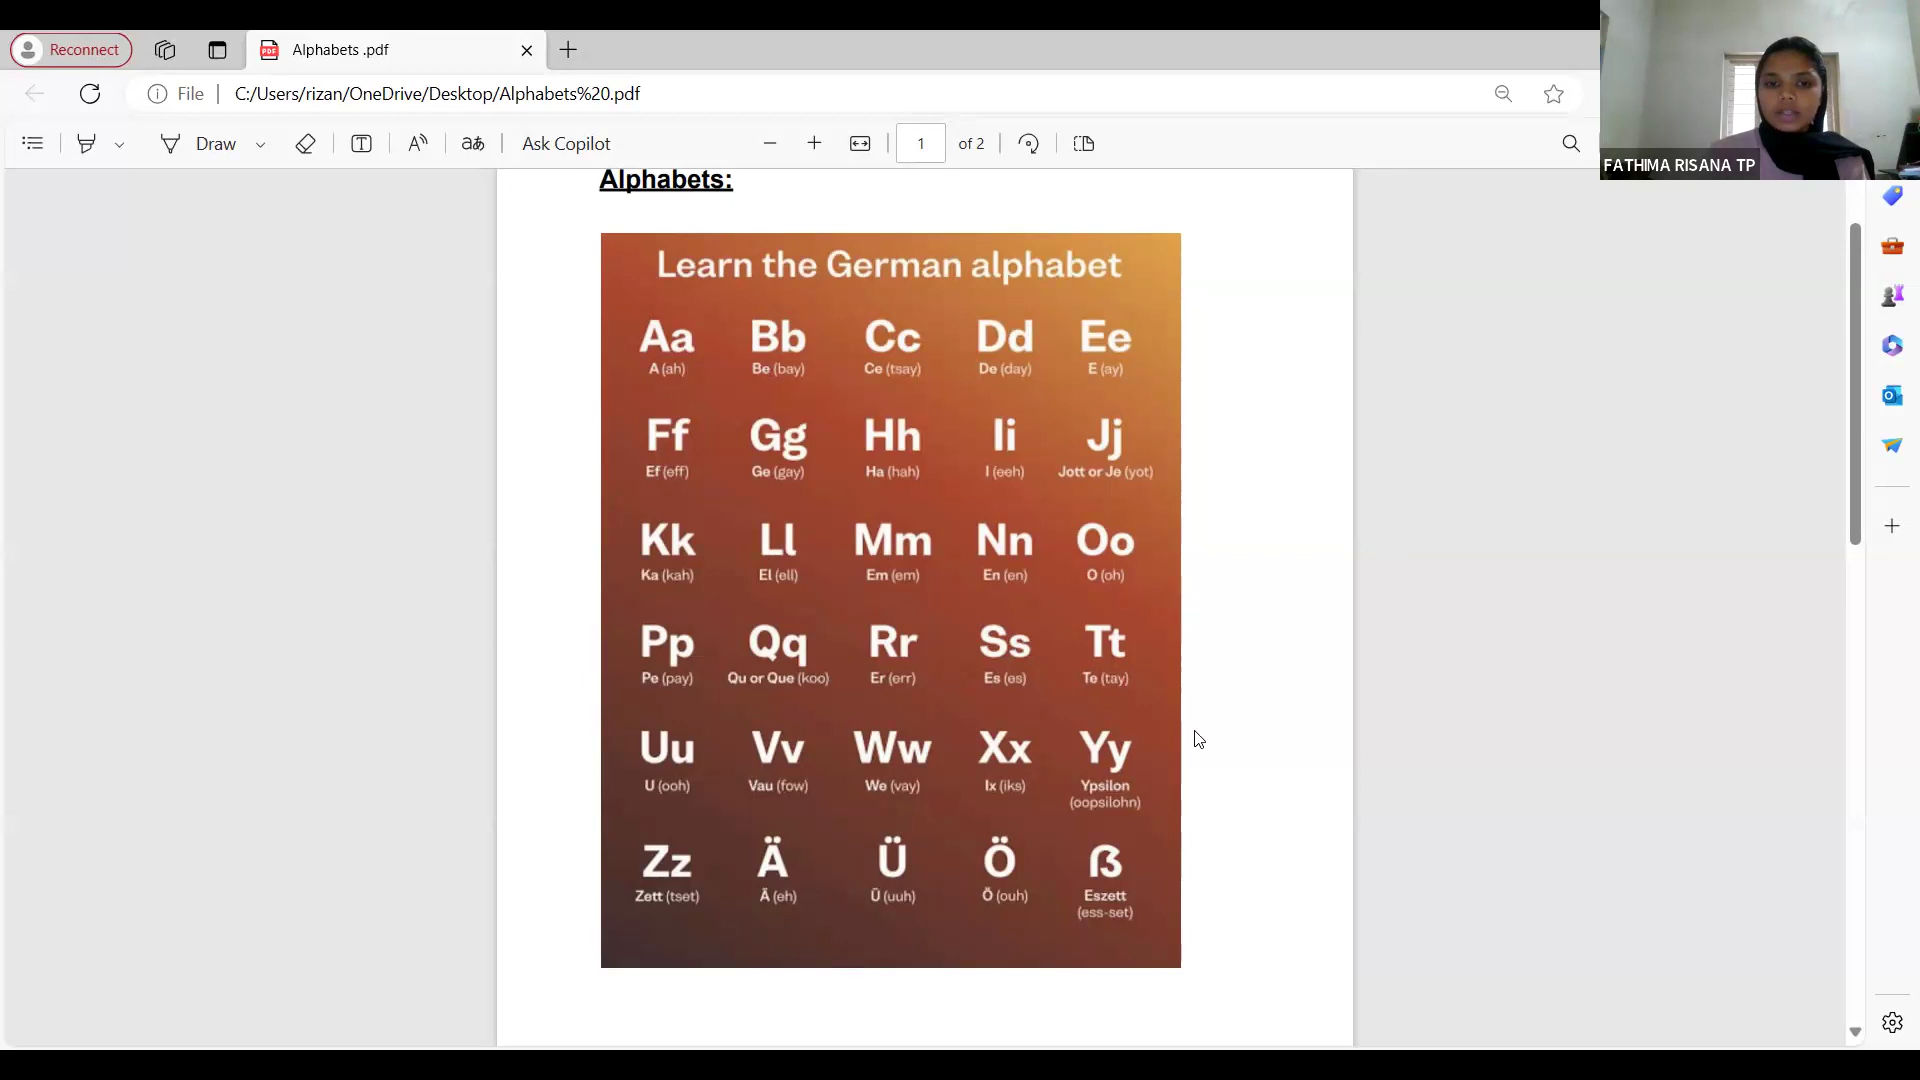 Reconnect
Alphabets .pdf
File
C:/Users/rizan/OneDrive/Desktop/Alphabets%20.pdf
Draw
Ask Copilot
1
of 2
FATHIMA RISANA TP
Alphabets:
Learn the German alphabet
Aa Bb Cc Dd Ee
A (ah) Be (bay) Ce (tsay) De (day) E (ay)
Ff Gg Hh Ii Jj
Ef (eff) Ge (gay) Ha (hah) I (eeh) Jott or Je (yot)
Kk Ll Mm Nn Oo
Ka (kah) El (ell) Em (em) En (en) O (oh)
Pp Qq Rr Ss Tt
Pe (pay) Qu or Que (koo) Er (err) Es (es) Te (tay)
Uu Vv Ww Xx Yy
U (ooh) Vau (fow) We (vay) Ix (iks) Ypsilon
(oopsilohn)
Zz Ä Ü Ö ß
Zett (tset) Ä (eh) Ü (uuh) Ö (ouh) Eszett
(ess-set)